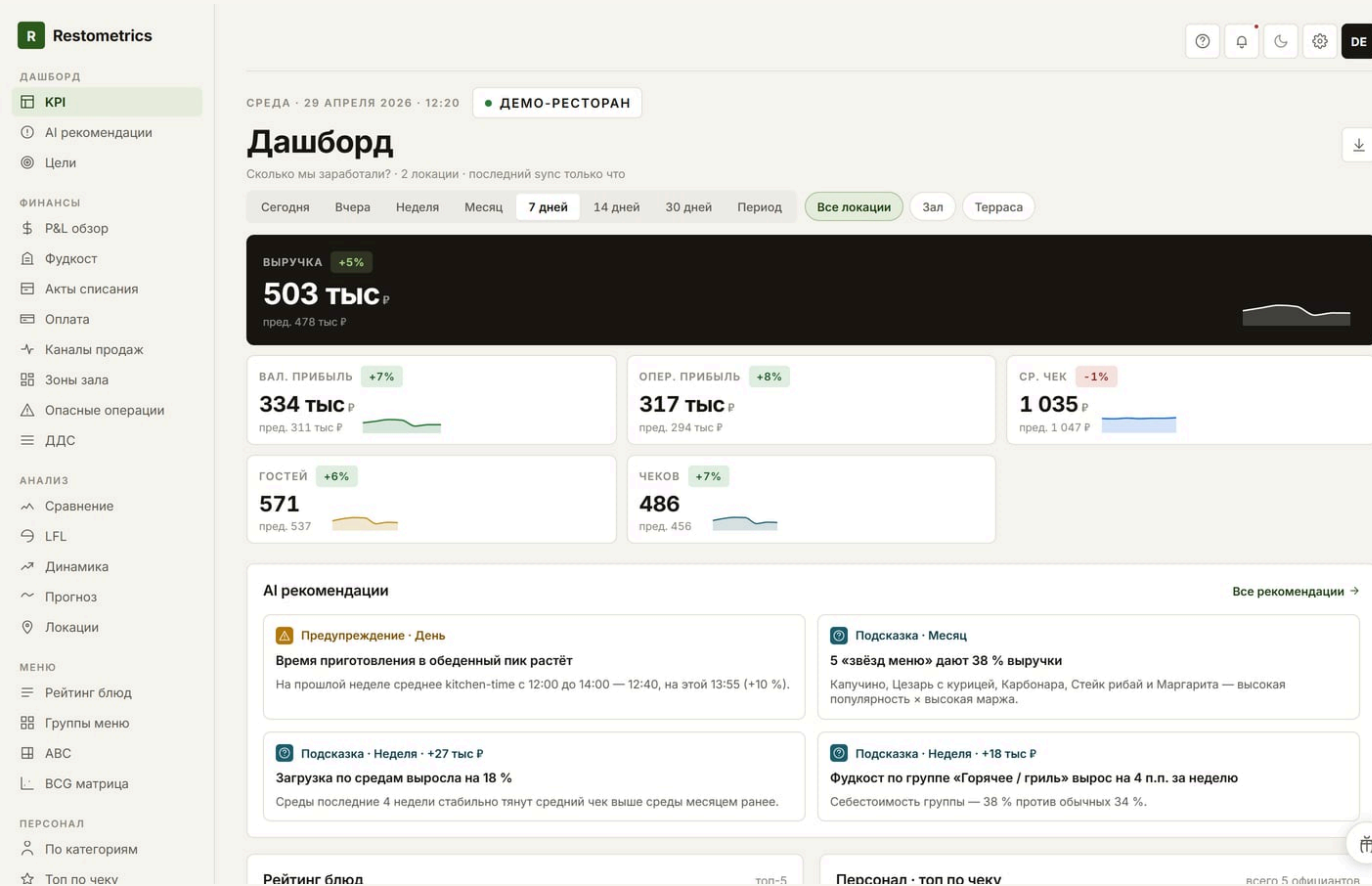 R Restometrics
DE
ДАШБОРД
KPI
AI рекомендации
Цели
ФИНАНСЫ
P&L обзор
Фудкост
Акты списания
Оплата
Каналы продаж
Зоны зала
Опасные операции
ДДС
АНАЛИЗ
Сравнение
LFL
Динамика
Прогноз
Локации
МЕНЮ
Рейтинг блюд
Группы меню
ABC
BCG матрица
ПЕРСОНАЛ
По категориям
Топ по чеку
СРЕДА · 29 АПРЕЛЯ 2026 · 12:20 ДЕМО-РЕСТОРАН
Дашборд
Сколько мы заработали? · 2 локации · последний sync только что
Сегодня Вчера Неделя Месяц 7 дней 14 дней 30 дней Период Все локации Зал Терраса
ВЫРУЧКА +5%
503 тыс ₽
пред. 478 тыс ₽
ВАЛ. ПРИБЫЛЬ +7%
334 тыс ₽
пред. 311 тыс ₽
ОПЕР. ПРИБЫЛЬ +8%
317 тыс ₽
пред. 294 тыс ₽
СР. ЧЕК -1%
1 035 ₽
пред. 1 047 ₽
ГОСТЕЙ +6%
571
пред. 537
ЧЕКОВ +7%
486
пред. 456
AI рекомендации
Все рекомендации →
Предупреждение · День
Время приготовления в обеденный пик растёт
На прошлой неделе среднее kitchen-time с 12:00 до 14:00 — 12:40, на этой 13:55 (+10 %).
Подсказка · Месяц
5 «звёзд меню» дают 38 % выручки
Капучино, Цезарь с курицей, Карбонара, Стейк рибай и Маргарита — высокая
популярность × высокая маржа.
Подсказка · Неделя · +27 тыс ₽
Загрузка по средам выросла на 18 %
Среды последние 4 недели стабильно тянут средний чек выше среды месяцем ранее.
Подсказка · Неделя · +18 тыс ₽
Фудкост по группе «Горячее / гриль» вырос на 4 п.п. за неделю
Себестоимость группы — 38 % против обычных 34 %.
Рейтинг блюд топ-5
Персонал · топ по чеку всего 5 официантов